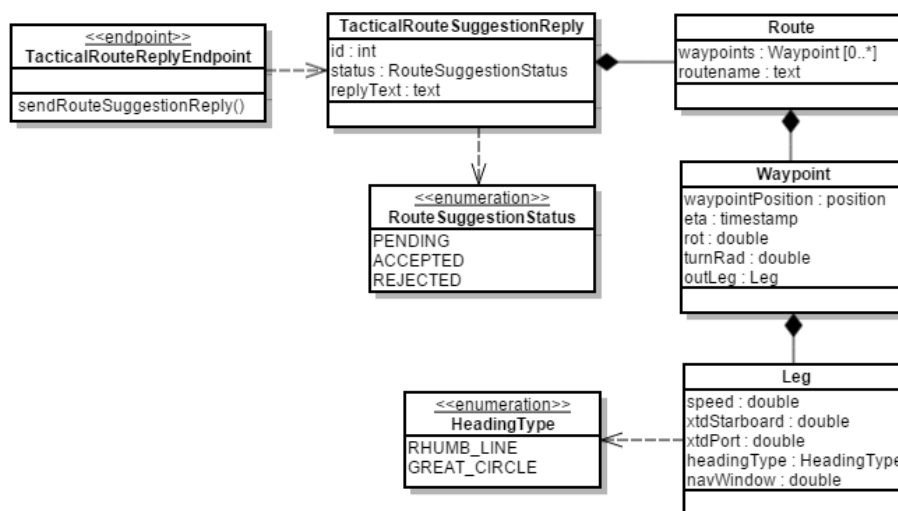 <<endpoint>>
TacticalRouteReplyEndpoint
sendRouteSuggestionReply()
TacticalRouteSuggestionReply
id : int
status : RouteSuggestionStatus
replyText : text
Route
waypoints : Waypoint [0..*]
routename : text
<<enumeration>>
RouteSuggestionStatus
PENDING
ACCEPTED
REJECTED
Waypoint
waypointPosition : position
eta : timestamp
rot : double
turnRad : double
outLeg : Leg
<<enumeration>>
HeadingType
RHUMB_LINE
GREAT_CIRCLE
Leg
speed : double
xtdStarboard : double
xtdPort : double
headingType : HeadingType
navWindow : double